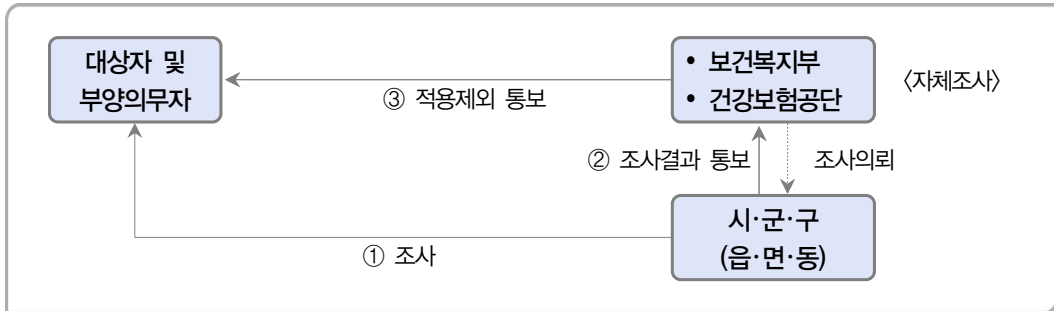 대상자 및
부양의무자
• 보건복지부
• 건강보험공단
〈자체조사〉
③ 적용제외 통보
② 조사결과 통보
조사의뢰
시·군·구
(읍·면·동)
① 조사